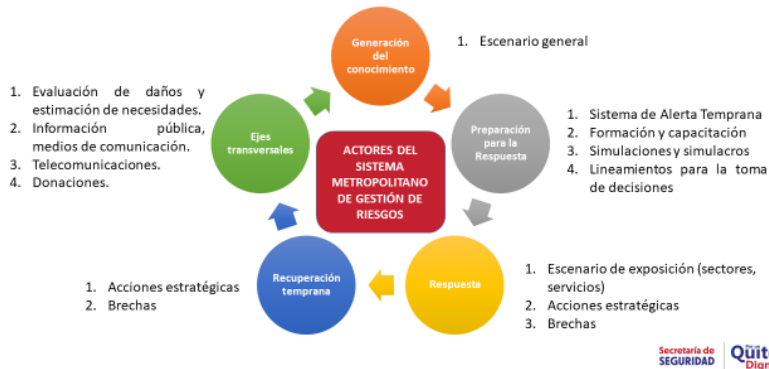 Generación
del
conocimiento
1. Escenario general
1. Evaluación de daños y
estimación de necesidades.
2. Información pública,
medios de comunicación.
3. Telecomunicaciones.
4. Donaciones.
Ejes
transversales
ACTORES DEL
SISTEMA
METROPOLITANO
DE GESTIÓN DE
RIESGOS
Preparación
para la
Respuesta
1. Sistema de Alerta Temprana
2. Formación y capacitación
3. Simulaciones y simulacros
4. Lineamientos para la toma
de decisiones
1. Acciones estratégicas
2. Brechas
Recuperación
temprana
Respuesta
1. Escenario de exposición (sectores,
servicios)
2. Acciones estratégicas
3. Brechas
Secretaría de
SEGURIDAD